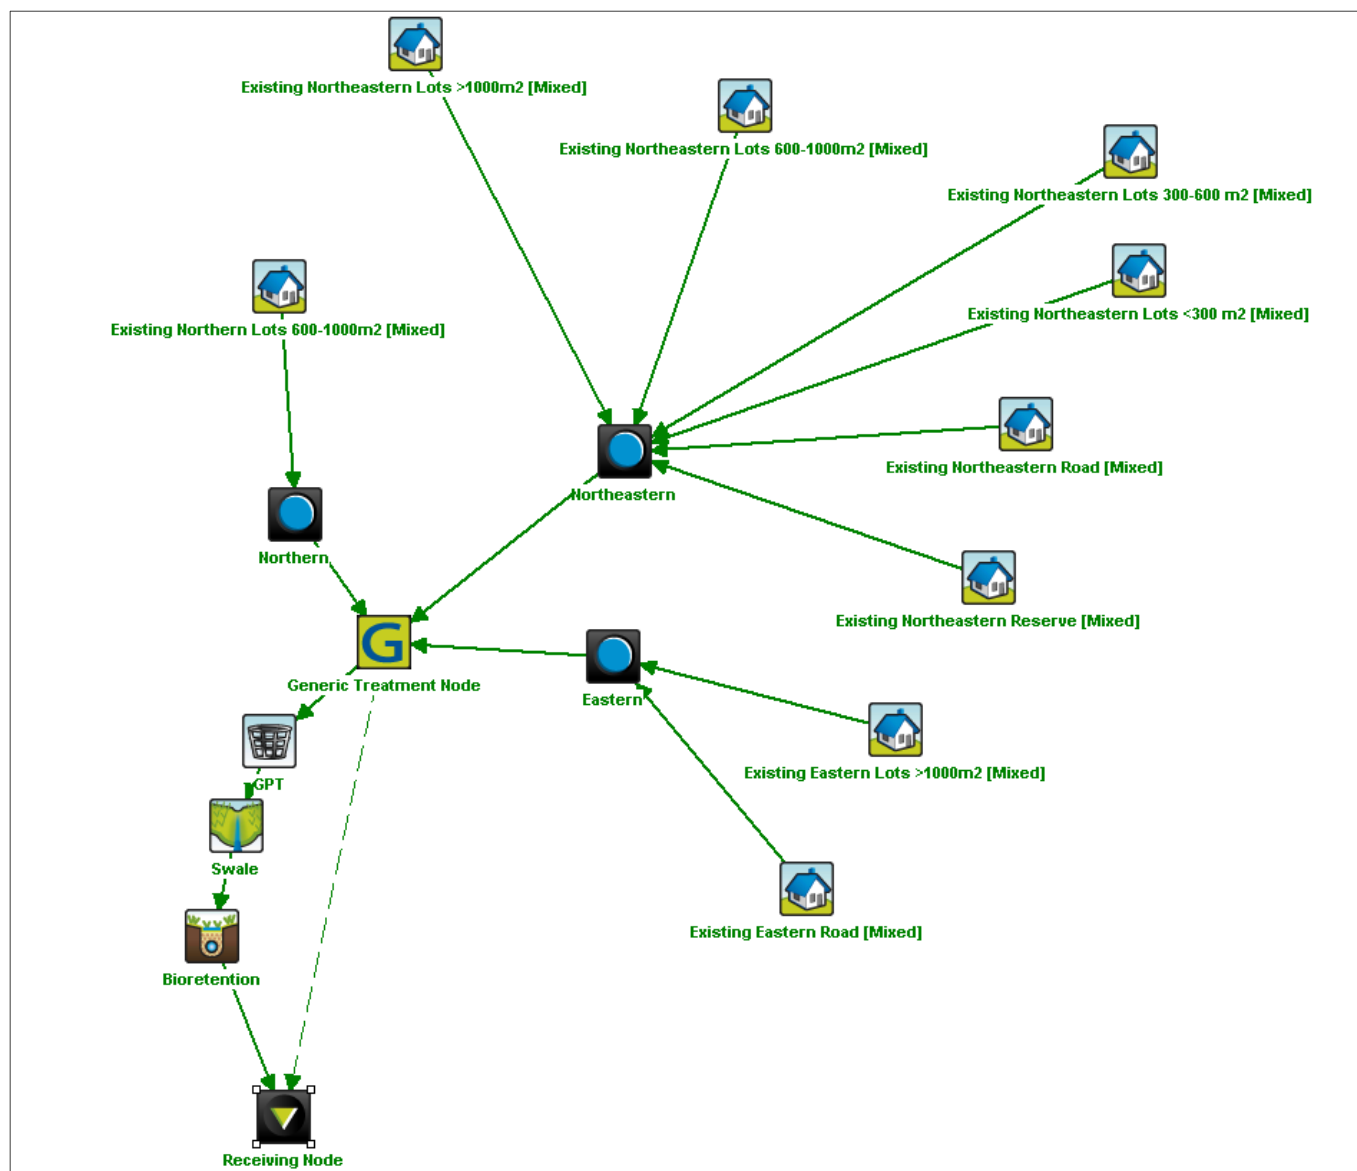 Existing Northeastern Lots >1000m2 [Mixed]
Existing Northeastern Lots 600-1000m2 [Mixed]
Existing Northeastern Lots 300-600 m2 [Mixed]
Existing Northeastern Lots <300 m2 [Mixed]
Existing Northern Lots 600-1000m2 [Mixed]
Existing Northeastern Road [Mixed]
Northeastern
Northern
Existing Northeastern Reserve [Mixed]
G
Generic Treatment Node
Eastern
Existing Eastern Lots >1000m2 [Mixed]
GPT
Swale
Existing Eastern Road [Mixed]
Bioretention
Receiving Node